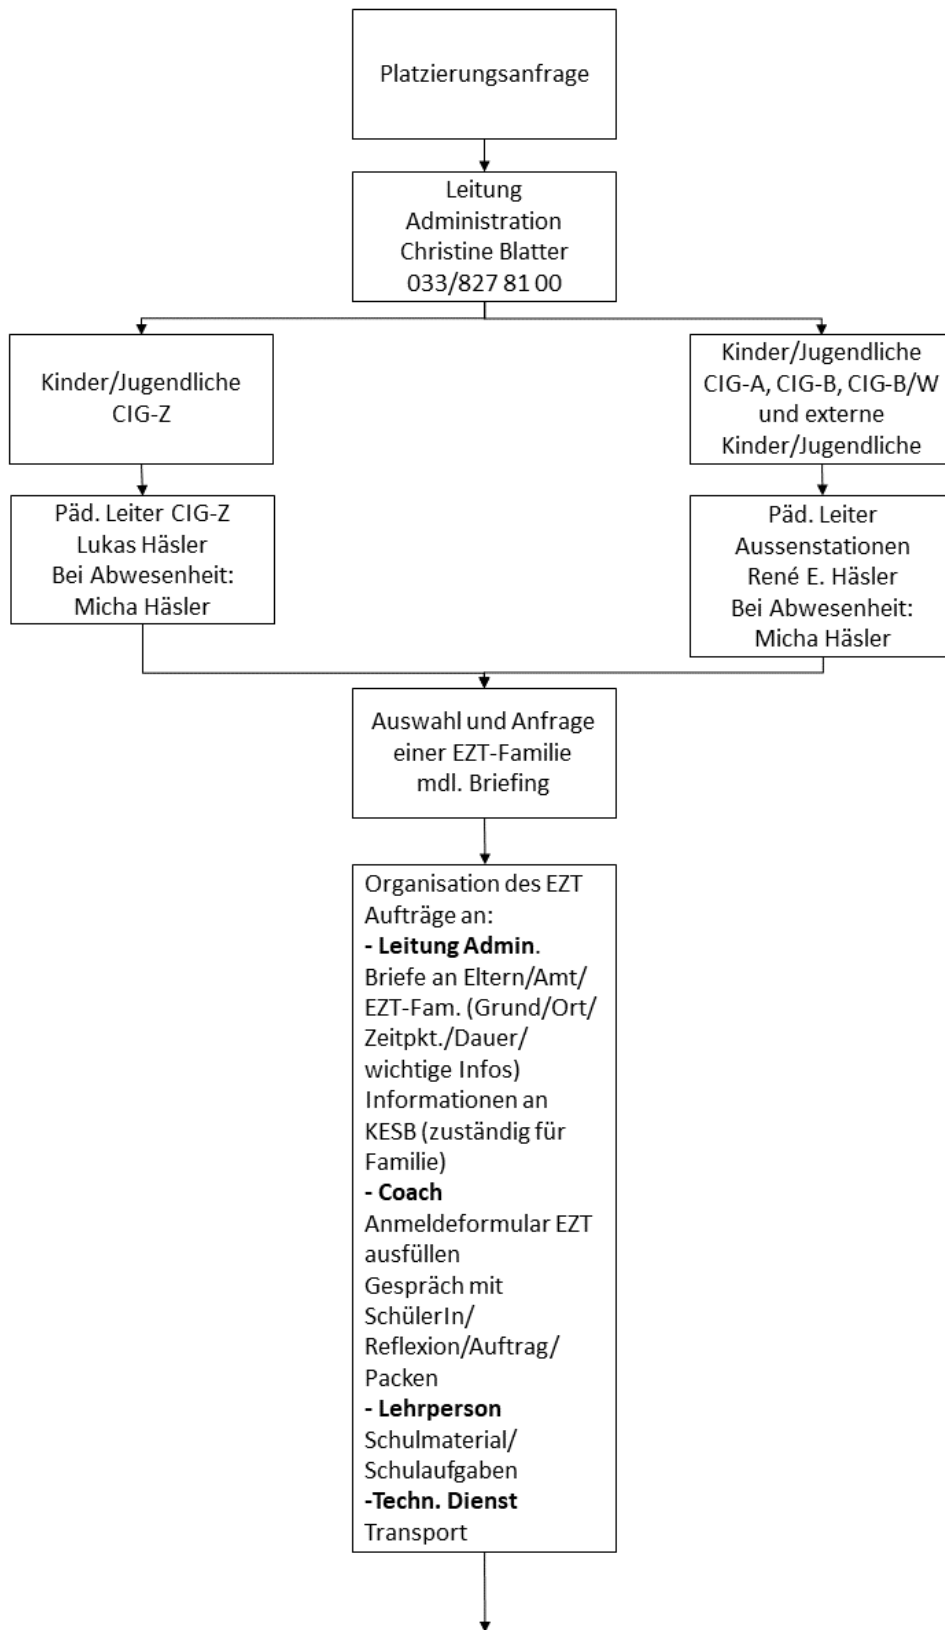 Platzierungsanfrage
Leitung
Administration
Christine Blatter
033/827 81 00
Kinder/Jugendliche
CIG-Z
Kinder/Jugendliche
CIG-A, CIG-B, CIG-B/W
und externe
Kinder/Jugendliche
Päd. Leiter CIG-Z
Lukas Häsler
Bei Abwesenheit:
Micha Häsler
Päd. Leiter
Aussenstationen
René E. Häsler
Bei Abwesenheit:
Micha Häsler
Auswahl und Anfrage
einer EZT-Familie
mdl. Briefing
Organisation des EZT
Aufträge an:
- Leitung Admin.
Briefe an Eltern/Amt/
EZT-Fam. (Grund/Ort/
Zeitpkt./Dauer/
wichtige Infos)
Informationen an
KESB (zuständig für
Familie)
- Coach
Anmeldeformular EZT
ausfüllen
Gespräch mit
SchülerIn/
Reflexion/Auftrag/
Packen
- Lehrperson
Schulmaterial/
Schulaufgaben
-Techn. Dienst
Transport